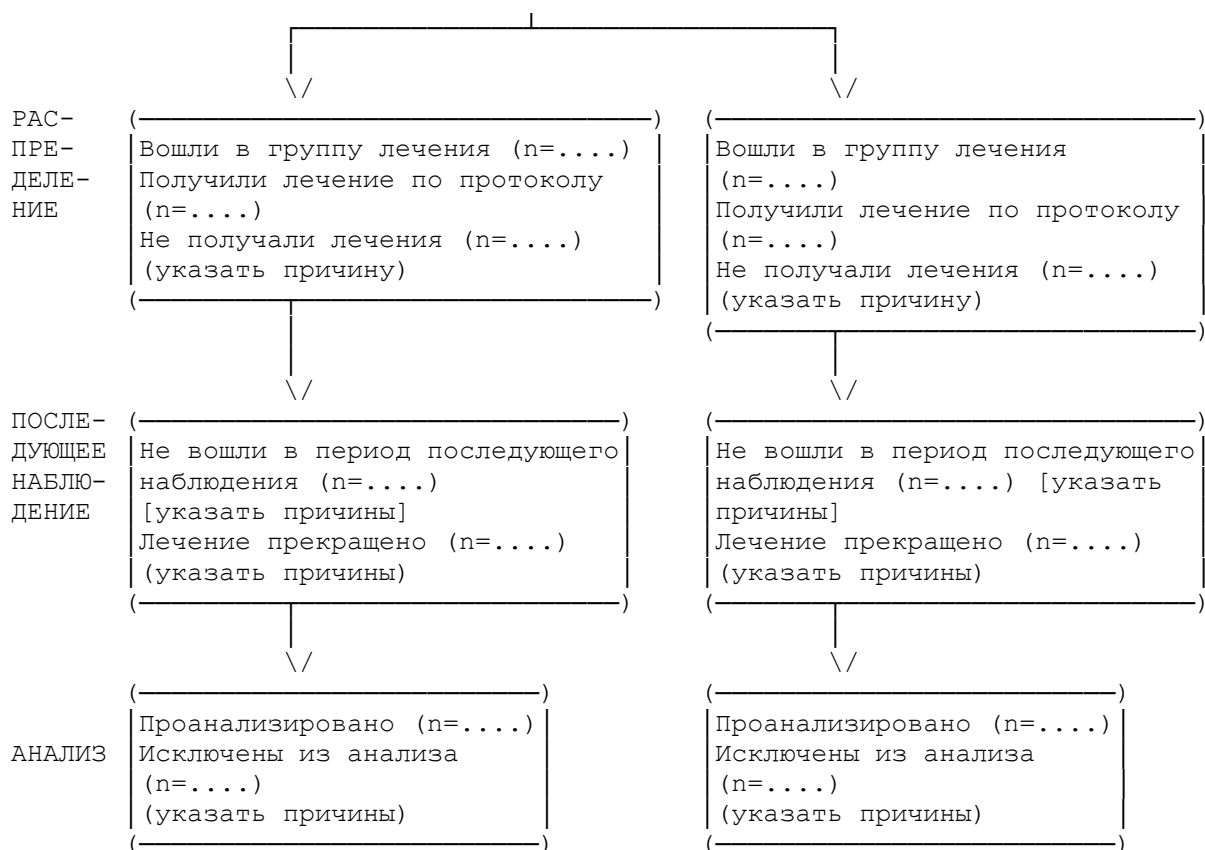 РАС-
ПРЕ-
ДЕЛЕ-
НИЕ
Вошли в группу лечения (n=....)
Получили лечение по протоколу
(n=....)
Не получали лечения (n=....)
(указать причину)
Вошли в группу лечения
(n=....)
Получили лечение по протоколу
(n=....)
Не получали лечения (n=....)
(указать причину)
ПОСЛЕ-
ДУЮЩЕЕ
НАБЛЮ-
ДЕНИЕ
Не вошли в период последующего
наблюдения (n=....)
[указать причины]
Лечение прекращено (n=....)
(указать причины)
Не вошли в период последующего
наблюдения (n=....) [указать
причины]
Лечение прекращено (n=....)
(указать причины)
АНАЛИЗ
Проанализировано (n=....)
Исключены из анализа
(n=....)
(указать причины)
Проанализировано (n=....)
Исключены из анализа
(n=....)
(указать причины)